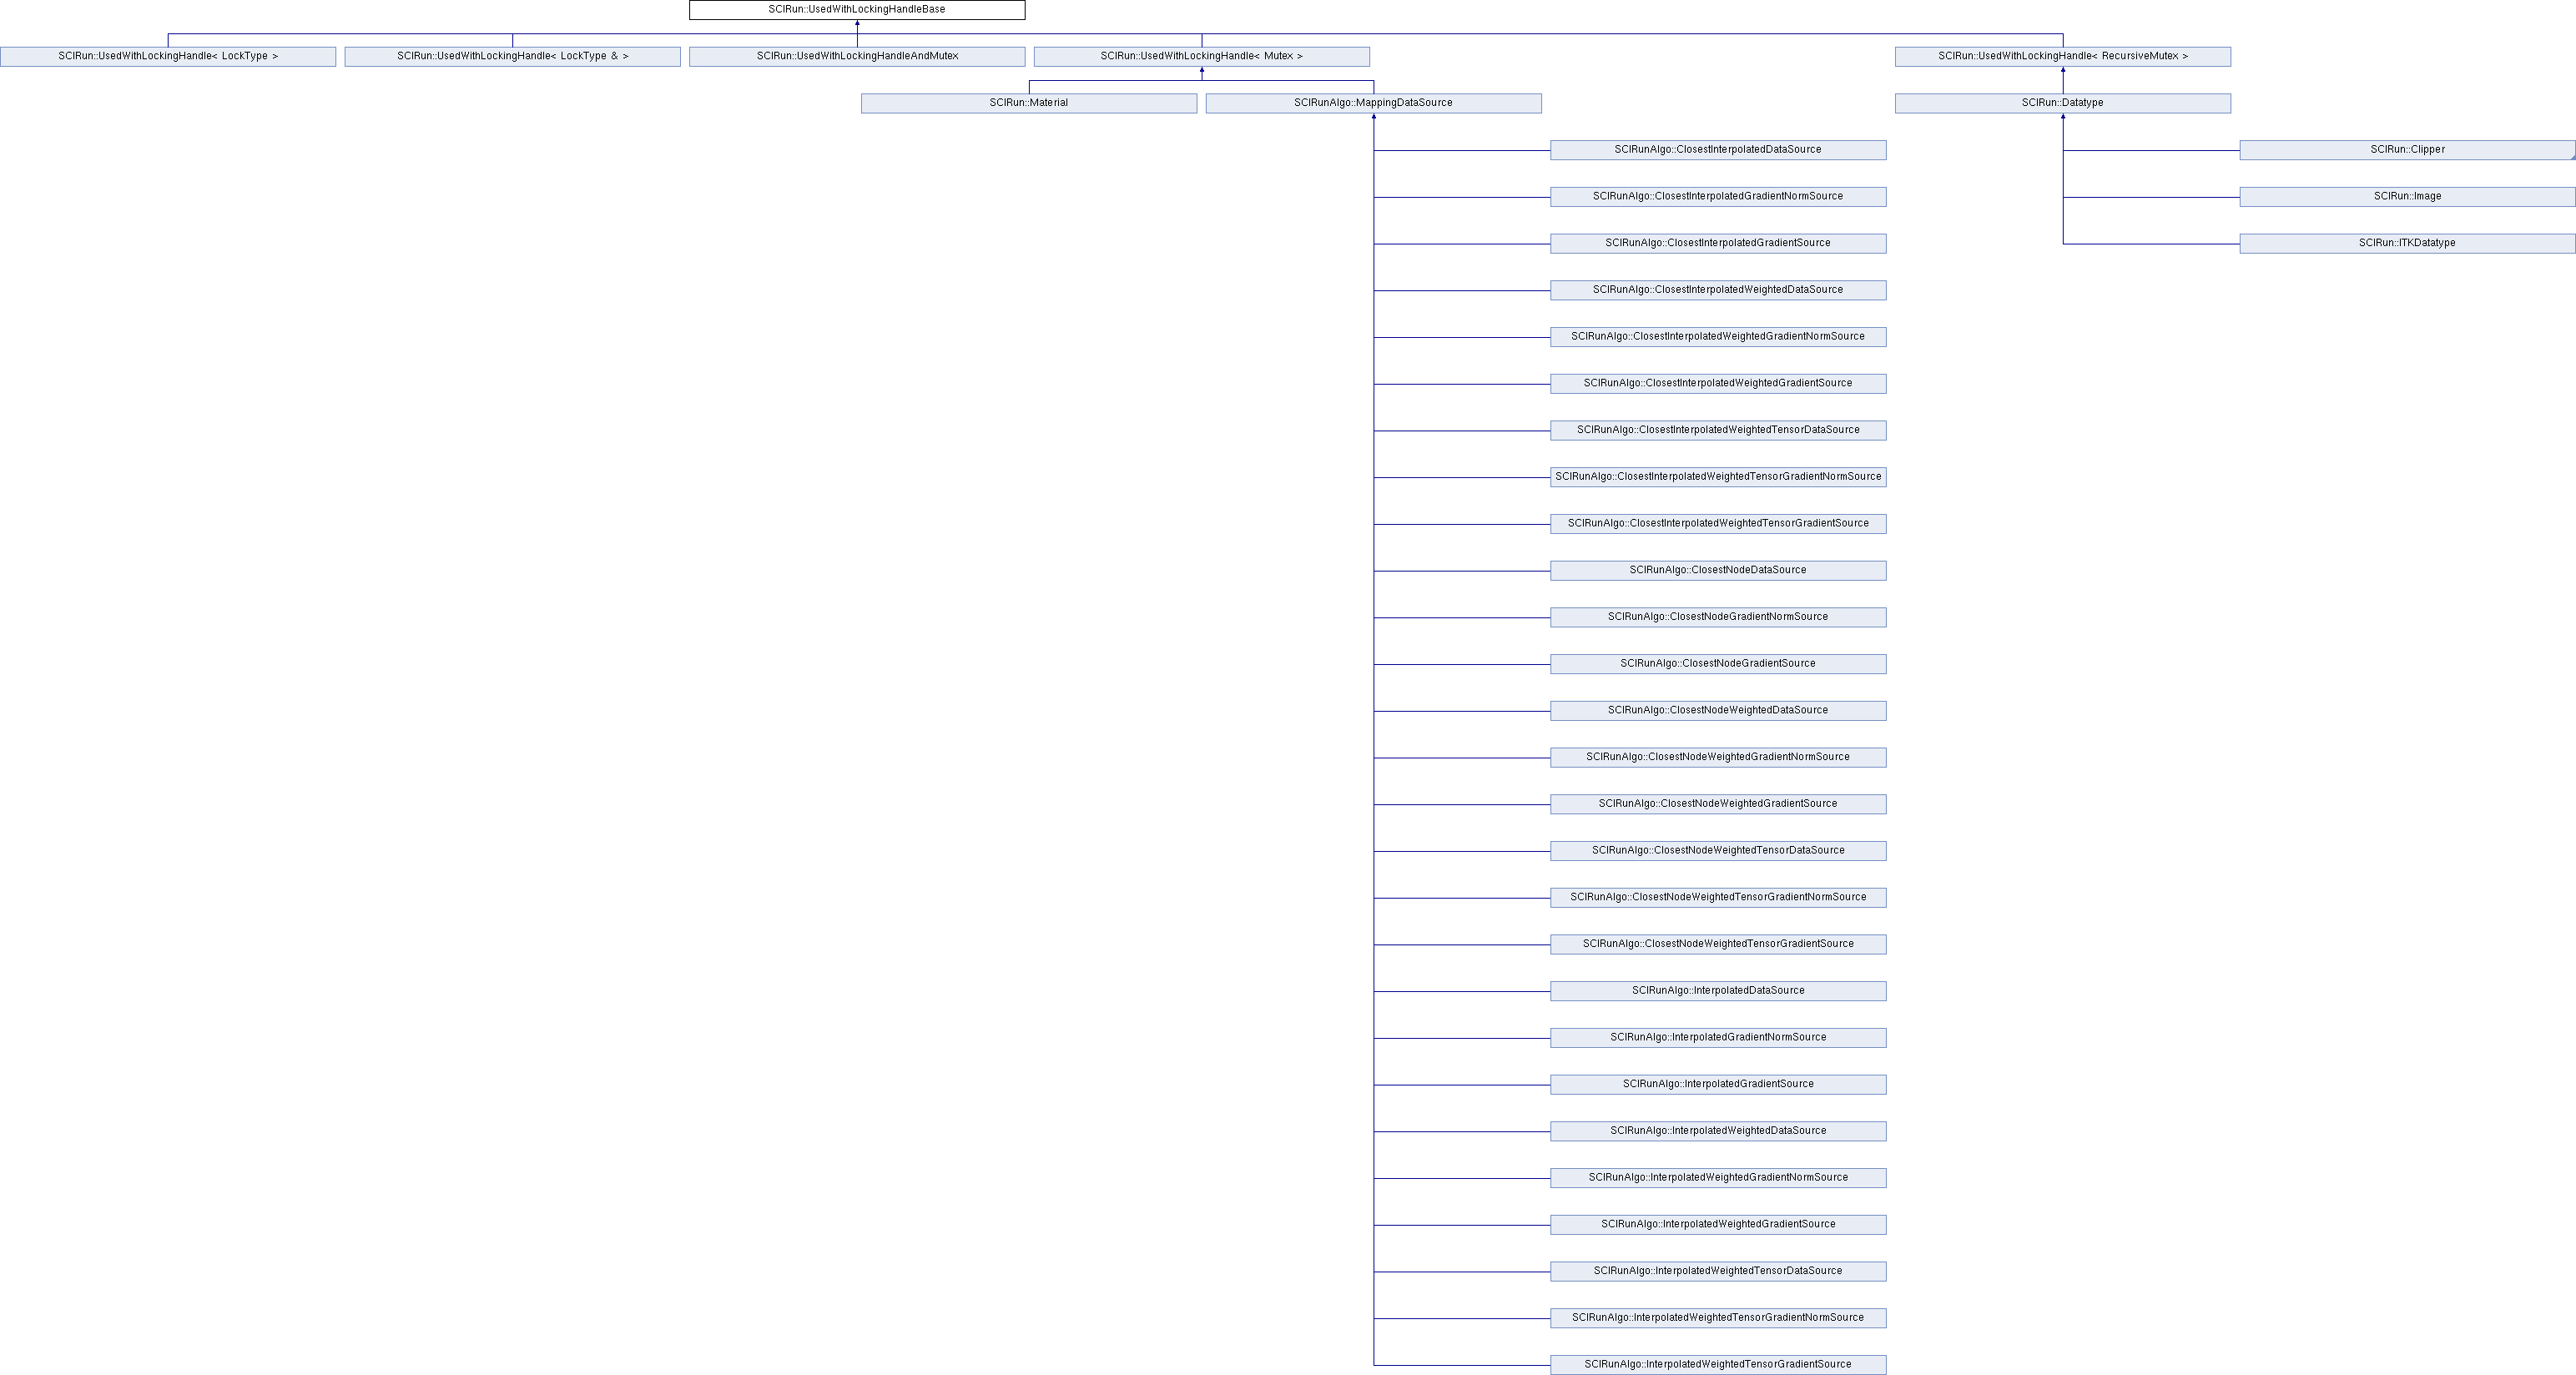 SCIRun::UsedWithLockingHandleBase
SCIRun::UsedWithLockingHandle< LockType >
SCIRun::UsedWithLockingHandle< LockType & >
SCIRun::UsedWithLockingHandleAndMutex
SCIRun::UsedWithLockingHandle< Mutex >
SCIRun::UsedWithLockingHandle< RecursiveMutex >
SCIRun::Material
SCIRunAlgo::MappingDataSource
SCIRun::Datatype
SCIRunAlgo::ClosestInterpolatedDataSource
SCIRun::Clipper
SCIRunAlgo::ClosestInterpolatedGradientNormSource
SCIRun::Image
SCIRunAlgo::ClosestInterpolatedGradientSource
SCIRun::ITKDatatype
SCIRunAlgo::ClosestInterpolatedWeightedDataSource
SCIRunAlgo::ClosestInterpolatedWeightedGradientNormSource
SCIRunAlgo::ClosestInterpolatedWeightedGradientSource
SCIRunAlgo::ClosestInterpolatedWeightedTensorDataSource
SCIRunAlgo::ClosestInterpolatedWeightedTensorGradientNormSource
SCIRunAlgo::ClosestInterpolatedWeightedTensorGradientSource
SCIRunAlgo::ClosestNodeDataSource
SCIRunAlgo::ClosestNodeGradientNormSource
SCIRunAlgo::ClosestNodeGradientSource
SCIRunAlgo::ClosestNodeWeightedDataSource
SCIRunAlgo::ClosestNodeWeightedGradientNormSource
SCIRunAlgo::ClosestNodeWeightedGradientSource
SCIRunAlgo::ClosestNodeWeightedTensorDataSource
SCIRunAlgo::ClosestNodeWeightedTensorGradientNormSource
SCIRunAlgo::ClosestNodeWeightedTensorGradientSource
SCIRunAlgo::InterpolatedDataSource
SCIRunAlgo::InterpolatedGradientNormSource
SCIRunAlgo::InterpolatedGradientSource
SCIRunAlgo::InterpolatedWeightedDataSource
SCIRunAlgo::InterpolatedWeightedGradientNormSource
SCIRunAlgo::InterpolatedWeightedGradientSource
SCIRunAlgo::InterpolatedWeightedTensorDataSource
SCIRunAlgo::InterpolatedWeightedTensorGradientNormSource
SCIRunAlgo::InterpolatedWeightedTensorGradientSource